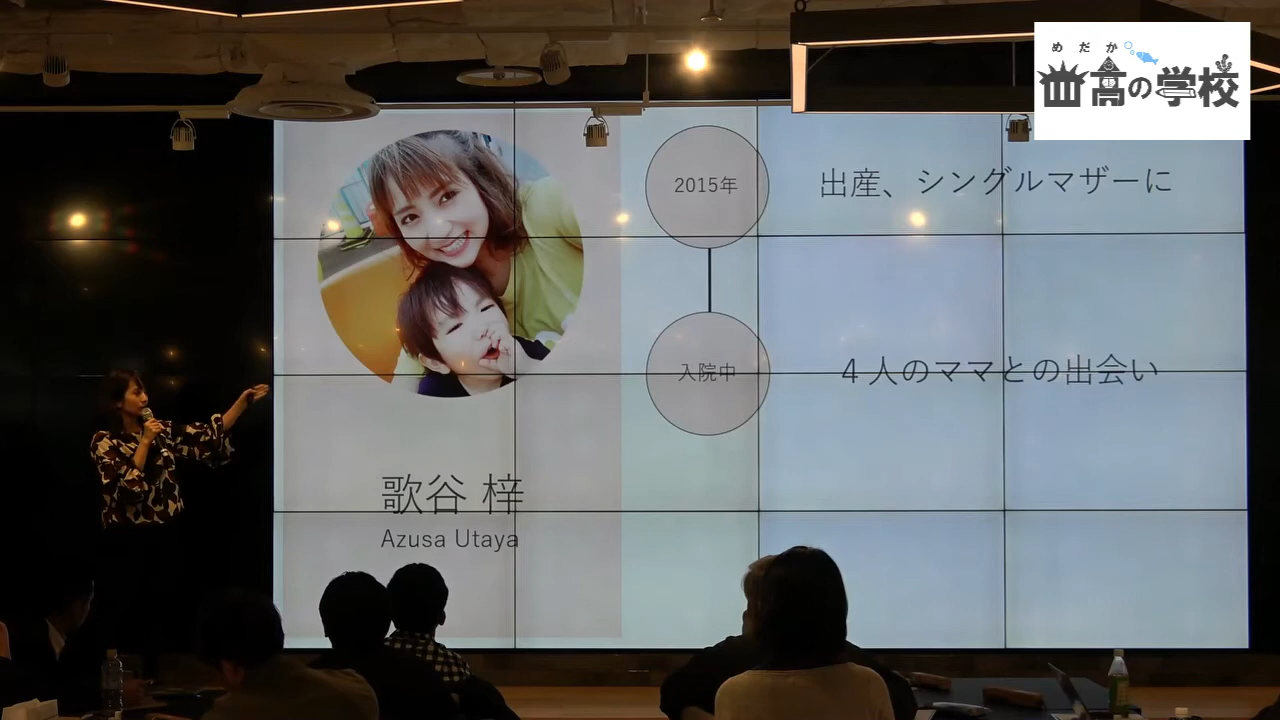 めだか
皿高の学校
2015年
出産、シングルマザーに
入院中
４人のママとの出会い
歌谷 梓
Azusa Utaya